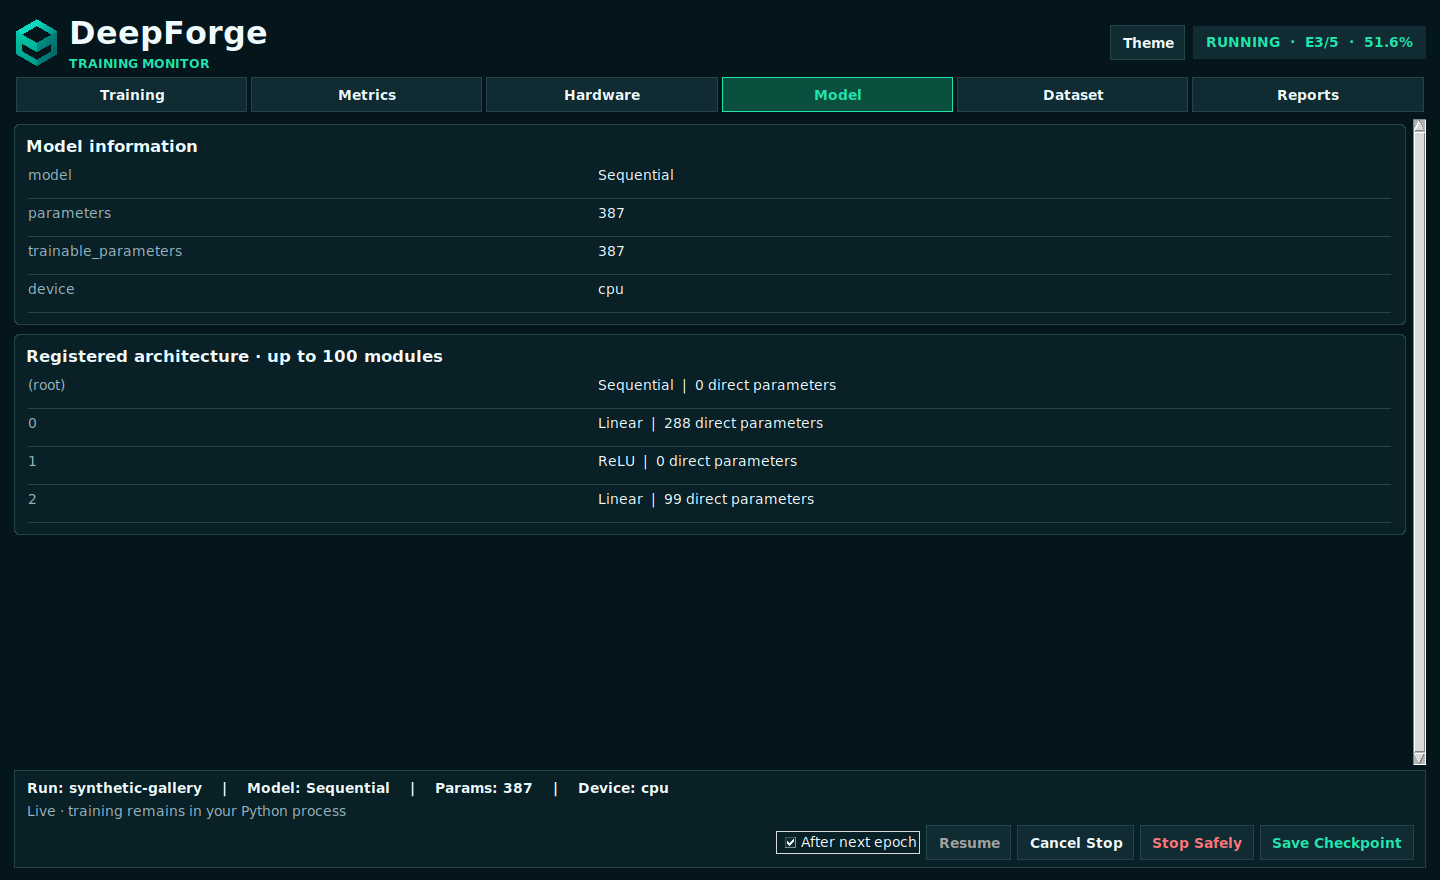 DeepForge
TRAINING MONITOR
Theme
RUNNING · E3/5 · 51.6%
Training Metrics Hardware Model Dataset Reports
Model information
model Sequential
parameters 387
trainable_parameters 387
device cpu
Registered architecture · up to 100 modules
(root) Sequential | 0 direct parameters
0 Linear | 288 direct parameters
1 ReLU | 0 direct parameters
2 Linear | 99 direct parameters
Run: synthetic-gallery | Model: Sequential | Params: 387 | Device: cpu
Live · training remains in your Python process
After next epoch Resume Cancel Stop Stop Safely Save Checkpoint